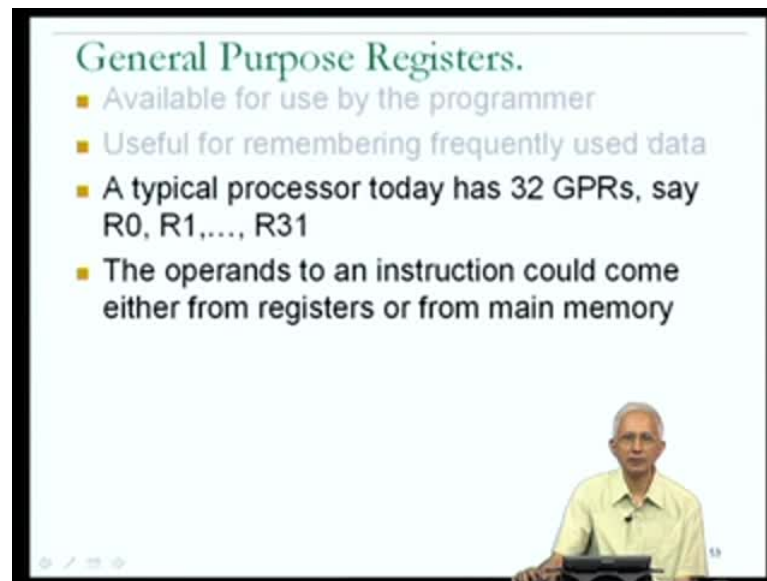 General Purpose Registers.
Available for use by the programmer
Useful for remembering frequently used data
A typical processor today has 32 GPRs, say
R0, R1,..., R31
The operands to an instruction could come
either from registers or from main memory